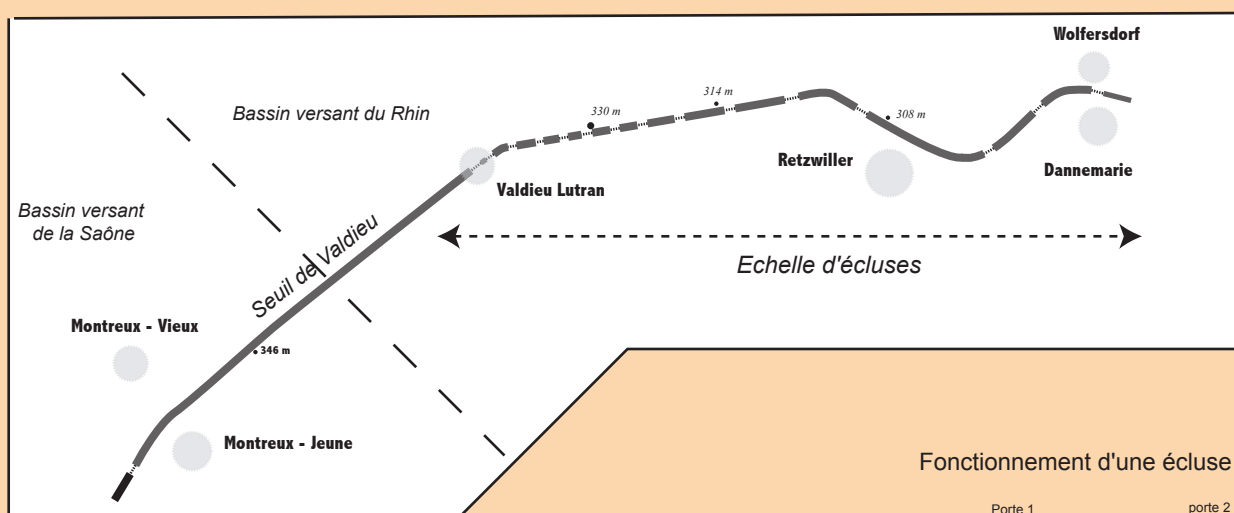 Wolfersdorf
Bassin versant du Rhin
314 m
330 m
308 m
Retzwiller
Dannemarie
Valdieu Lutran
Bassin versant
de la Saône
Seuil de Valdieu
Echelle d'écluses
Montreux - Vieux
346 m
Montreux - Jeune
Fonctionnement d'une écluse
Porte 1
porte 2